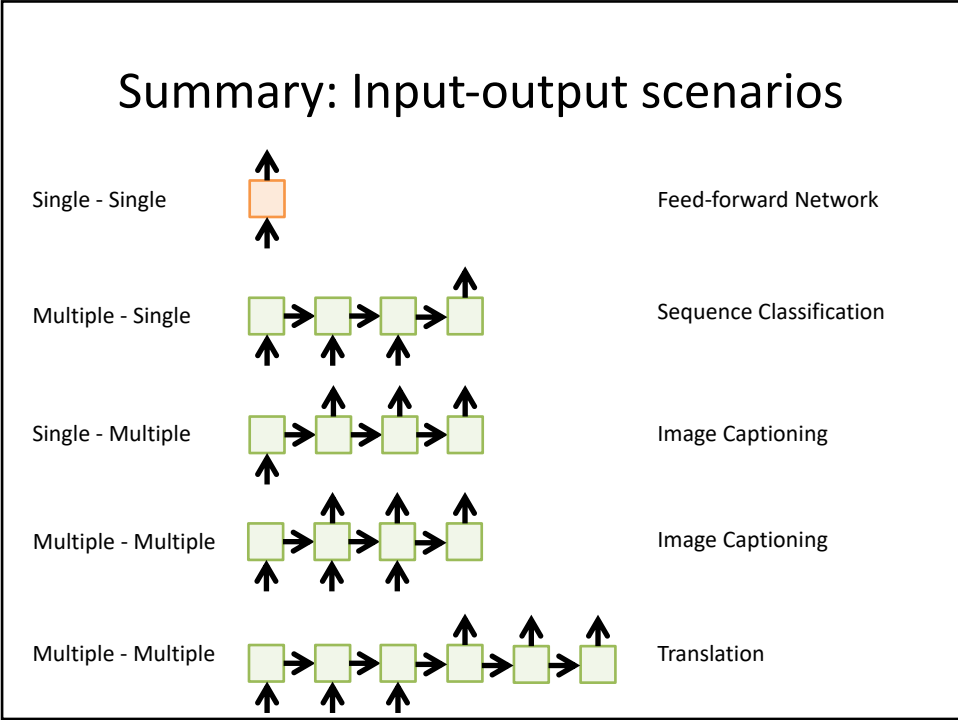 Summary: Input-output scenarios
Single - Single
Feed-forward Network
Multiple - Single
Sequence Classification
Single - Multiple
Image Captioning
Multiple - Multiple
Image Captioning
Multiple - Multiple
Translation